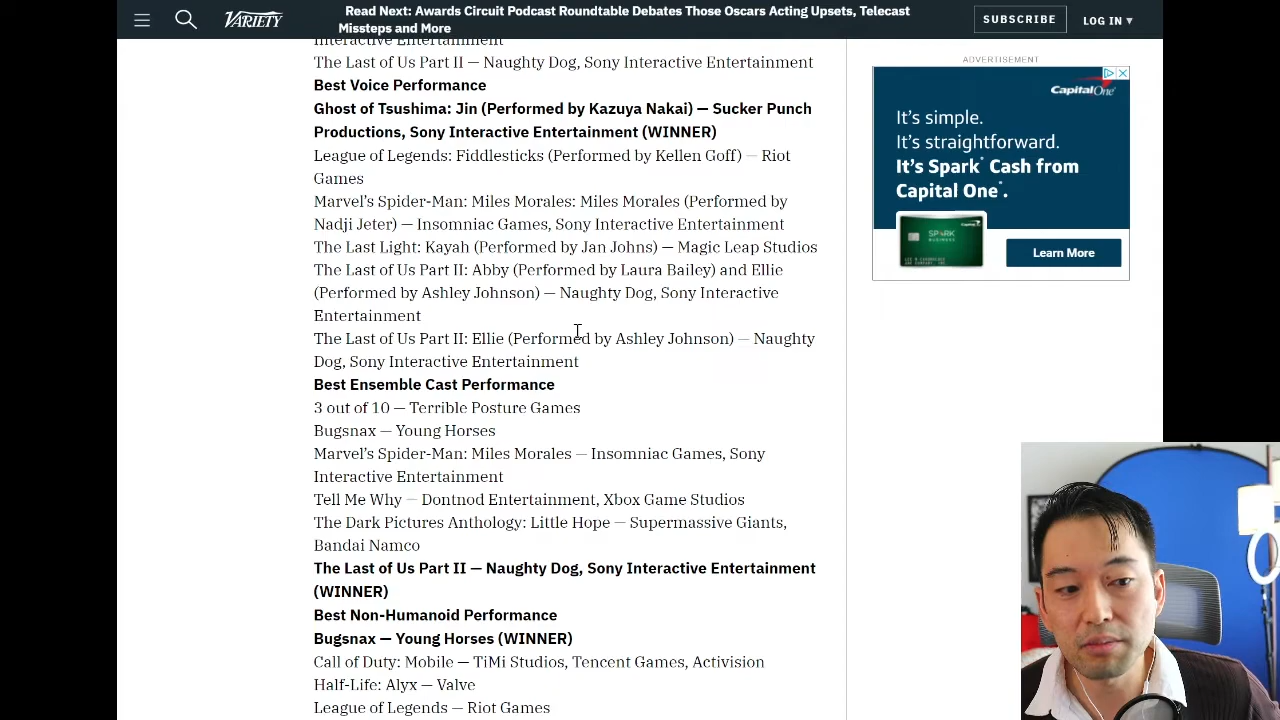 Read Next: Awards Circuit Podcast Roundtable Debates Those Oscars Acting Upsets, Telecast
Missteps and More
VARIETY
SUBSCRIBE
LOG IN ▼
Interactive Entertainment
The Last of Us Part II — Naughty Dog, Sony Interactive Entertainment
Best Voice Performance
Ghost of Tsushima: Jin (Performed by Kazuya Nakai) — Sucker Punch
Productions, Sony Interactive Entertainment (WINNER)
League of Legends: Fiddlesticks (Performed by Kellen Goff) — Riot
Games
Marvel’s Spider-Man: Miles Morales: Miles Morales (Performed by
Nadji Jeter) — Insomniac Games, Sony Interactive Entertainment
The Last Light: Kayah (Performed by Jan Johns) — Magic Leap Studios
The Last of Us Part II: Abby (Performed by Laura Bailey) and Ellie
(Performed by Ashley Johnson) — Naughty Dog, Sony Interactive
Entertainment
The Last of Us Part II: Ellie (Performed by Ashley Johnson) — Naughty
Dog, Sony Interactive Entertainment
Best Ensemble Cast Performance
3 out of 10 — Terrible Posture Games
Bugsnax — Young Horses
Marvel’s Spider-Man: Miles Morales — Insomniac Games, Sony
Interactive Entertainment
Tell Me Why — Dontnod Entertainment, Xbox Game Studios
The Dark Pictures Anthology: Little Hope — Supermassive Giants,
Bandai Namco
The Last of Us Part II — Naughty Dog, Sony Interactive Entertainment
(WINNER)
Best Non-Humanoid Performance
Bugsnax — Young Horses (WINNER)
Call of Duty: Mobile — TiMi Studios, Tencent Games, Activision
Half-Life: Alyx — Valve
League of Legends — Riot Games
ADVERTISEMENT
Capital One
It’s simple.
It’s straightforward.
It’s Spark® Cash from
Capital One®.
SPARK
BUSINESS
Learn More